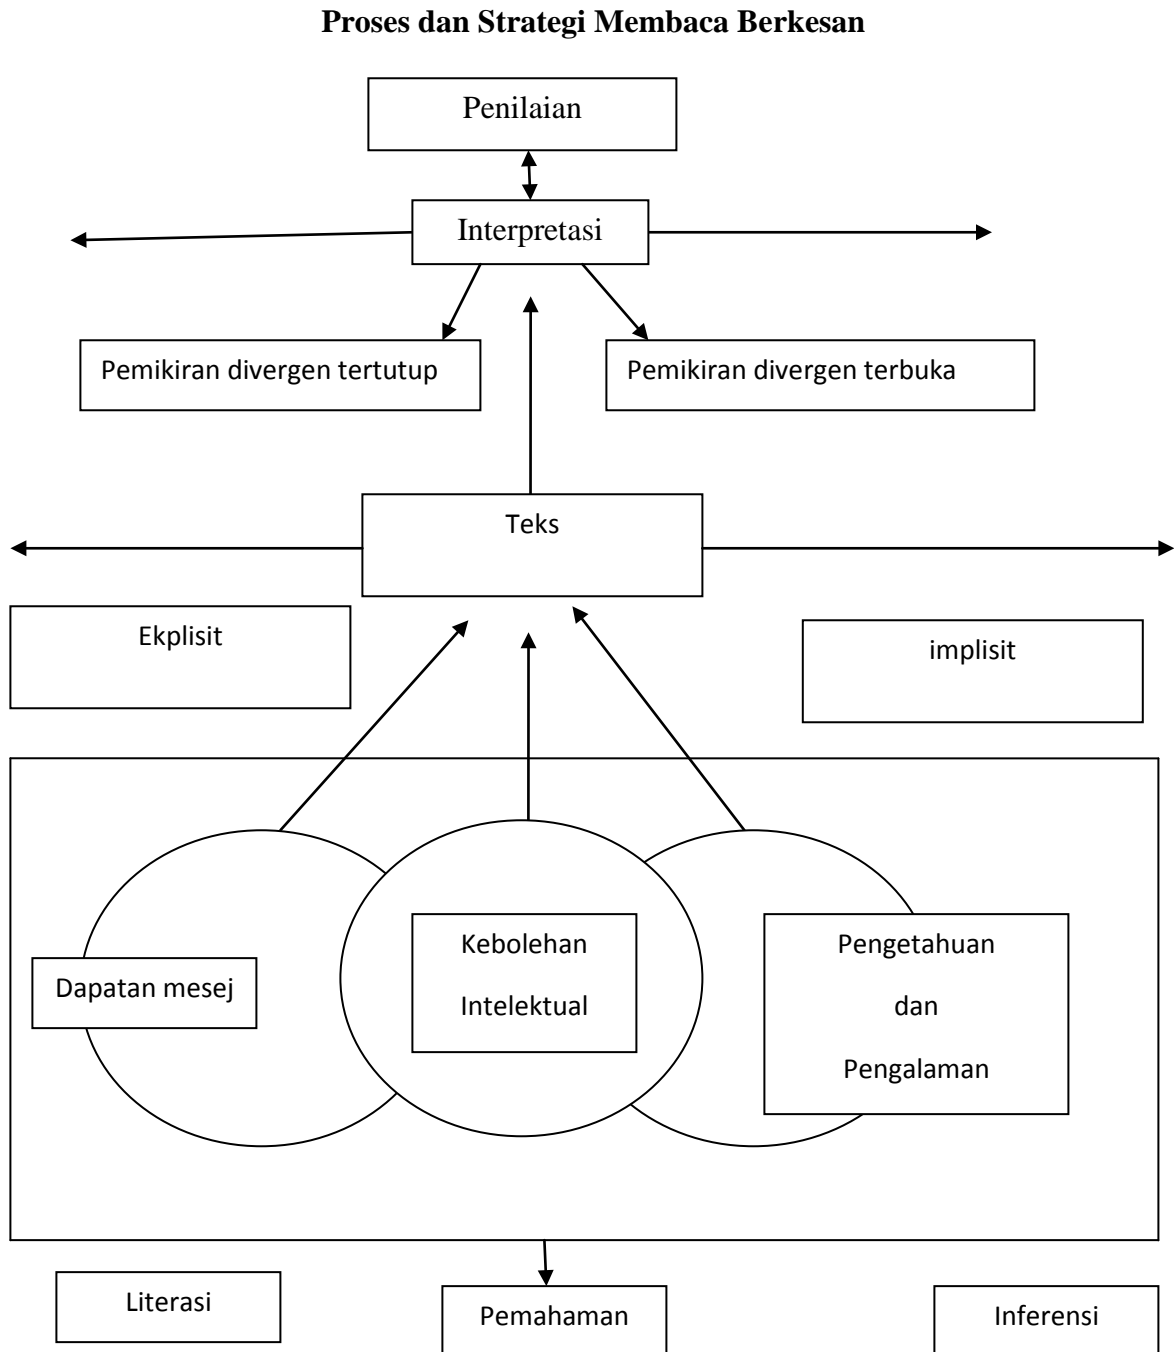 Proses dan Strategi Membaca Berkesan
Penilaian
Interpretasi
Pemikiran divergen tertutup
Pemikiran divergen terbuka
Teks
Ekplisit
implisit
Dapatan mesej
Kebolehan
Intelektual
Pengetahuan
dan
Pengalaman
Literasi
Pemahaman
Inferensi